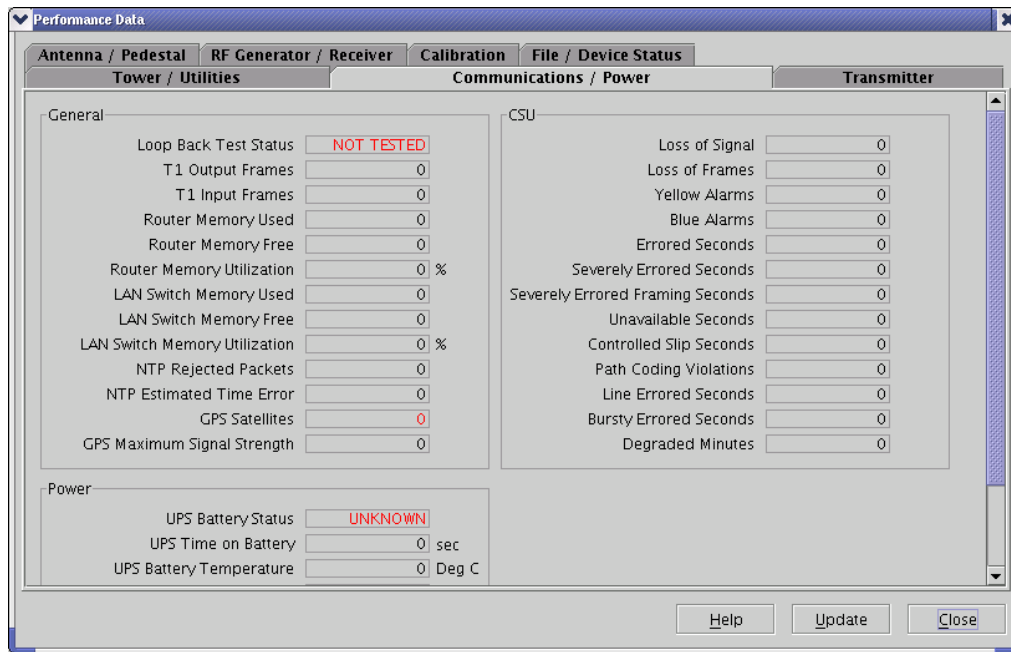 Performance Data
Antenna / Pedestal RF Generator / Receiver Calibration File / Device Status
Tower / Utilities Communications / Power Transmitter
General
Loop Back Test Status NOT TESTED
T1 Output Frames 0
T1 Input Frames 0
Router Memory Used 0
Router Memory Free 0
Router Memory Utilization 0 %
LAN Switch Memory Used 0
LAN Switch Memory Free 0
LAN Switch Memory Utilization 0 %
NTP Rejected Packets 0
NTP Estimated Time Error 0
GPS Satellites 0
GPS Maximum Signal Strength 0
CSU
Loss of Signal 0
Loss of Frames 0
Yellow Alarms 0
Blue Alarms 0
Errored Seconds 0
Severely Errored Seconds 0
Severely Errored Framing Seconds 0
Unavailable Seconds 0
Controlled Slip Seconds 0
Path Coding Violations 0
Line Errored Seconds 0
Bursty Errored Seconds 0
Degraded Minutes 0
Power
UPS Battery Status UNKNOWN
UPS Time on Battery 0 sec
UPS Battery Temperature 0 Deg C
Help Update Close